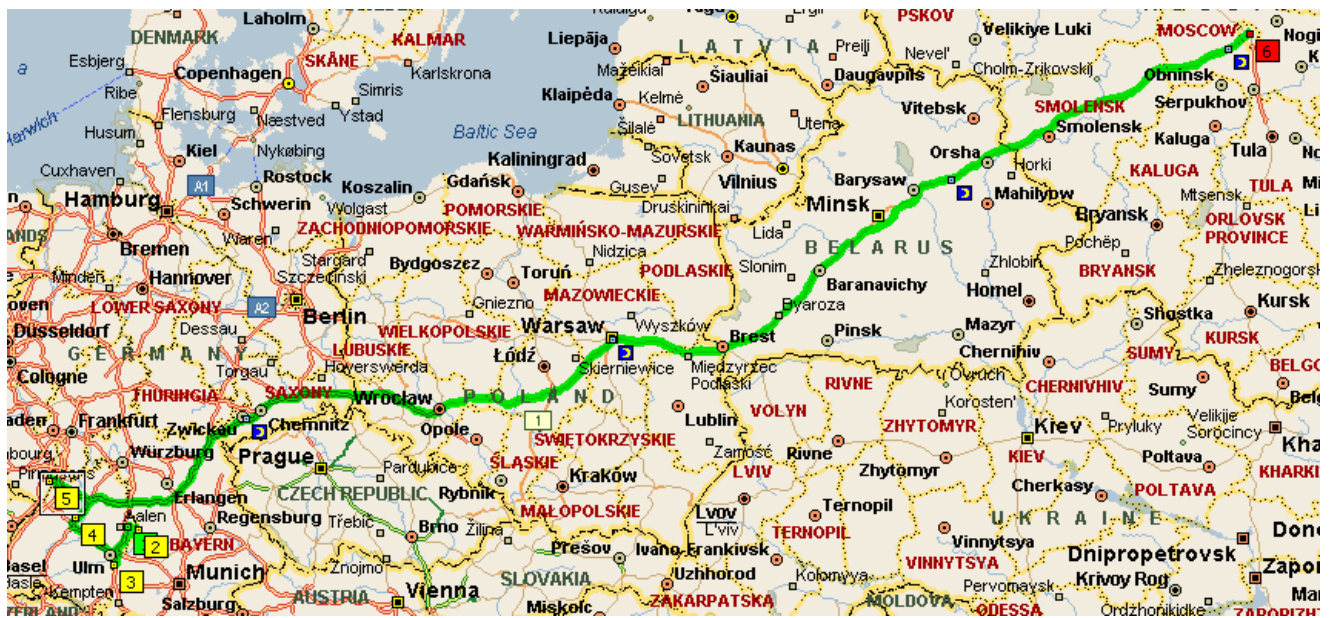 Laholm
DENMARK
KALMAR
Liepāja
LATVIA
Preilj
PSKOV
Nevel'
Velikiye Luki
MOSCOW
Nogi
6
Esbjerg
Copenhagen
SKÅNE
Karlskrona
Mažeikiai
Šiauliai
Daugavpils
Cholm-Zrikovskij
Obninsk
Ribe
Simris
Klaipėda
Kelmė
Vitebsk
SMOLENSK
Serpukhov
Harwich
Flensburg
Næstved
Ystad
Baltic Sea
Šilalė
LITHUANIA
Utena
Smolensk
Kaluga
Husum
Kiel
Nykøbing
Kaliningrad
Sovetsk
Kaunas
Orsha
Horki
Tula
Cuxhaven
A1
Rostock
Koszalin
Gdańsk
Gusev
Vilnius
Barysaw
KALUGA
TULA
Hamburg
Schwerin
Wolgast
POMORSKIE
Druskininkai
Minsk
Mahilyow
Mtsensk
Bremen
Waren
ZACHODNIOPOMORSKIE
WARMIŃSKO-MAZURSKIE
Lida
BELARUS
Bryansk
ORLOVSK
PROVINCE
Minden
Hannover
Stargard
Szczeciński
Bydgoszcz
Toruń
Nidzica
PODLASKIE
Slonim
Zhlobin
Pochëp
BRYANSK
Zheleznogorsk
LOWER SAXONY
A2
Berlin
Gniezno
MAZOWIECKIE
Baranavichy
Homel
Kursk
Düsseldorf
Dessau
WIELKOPOLSKIE
Warsaw
Wyszków
Byaroza
Brest
Pinsk
Mazyr
Shostka
KURSK
GERMANY
Torgau
LUBUSKIE
Hoyerswerda
Łódź
Skierniewice
Międzyrzec
Podlaski
Chernihiv
SUMY
Cologne
THÜRINGIA
SAXONY
Wroclaw
POLAND
RIVNE
Ovruch
CHERNIHIV
Sumy
Frankfurt
Zwickau
Chemnitz
1
Lublin
VOLYN
Korosten'
Würzburg
Prague
Opole
ŚWIĘTOKRZYSKIE
Zamość
ZHYTOMYR
Kiev
Pryluky
Velikije
Sorocincy
Pardubice
ŚLĄSKIE
Rivne
KIEV
Poltava
5
Erlangen
CZECH REPUBLIC
Rybnik
Kraków
LVIV
Zhytomyr
KHARKI
Aalen
Regensburg
Třebíč
MAŁOPOLSKIE
Lvov
L'viv
Ternopil
Cherkasy
POLTAVA
4
2
BAYERN
Brno
Žilina
TERNOPIL
UKRAINE
Ulm
Munich
Znojmo
Prešov
Ivano-Frankivsk
Vinnytsya
Dnipropetrovsk
3
Vienna
SLOVAKIA
Uzhhorod
Kolomyya
VINNYTSYA
Pervomaysk
Krivoy Rog
Kempten
Salzburg
AUSTRIA
Miskolc
ZAKARPATSKA
MOLDOVA
ODESSA
Ordzhonikidke